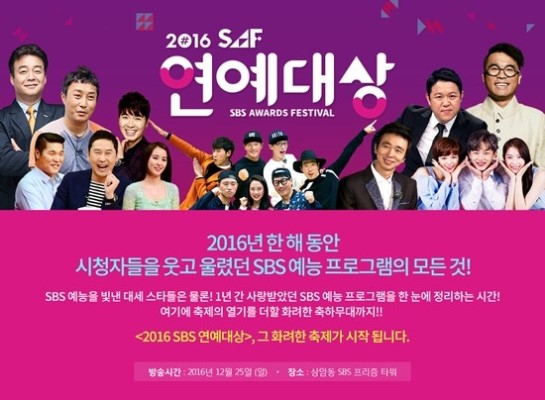 2016 SAF
연예대상
SBS AWARDS FESTIVAL
2016년 한 해 동안
시청자들을 웃고 울렸던 SBS 예능 프로그램의 모든 것!
SBS 예능을 빛낸 대세 스타들은 물론! 1년 간 사랑받았던 SBS 예능 프로그램을 한 눈에 정리하는 시간!
여기에 축제의 열기를 더할 화려한 축하무대까지!!
<2016 SBS 연예대상>, 그 화려한 축제가 시작 됩니다.
방송시간 : 2016년 12월 25일 (일) • 장소 : 상암동 SBS 프리즘 타워